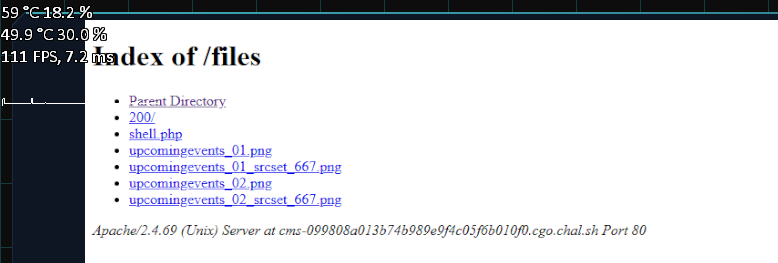 59 °C 18.2 %
49.9 °C 30.0 %
111 FPS, 7.2 ms
Index of /files
Parent Directory
200/
shell.php
upcomingevents_01.png
upcomingevents_01_srcset_667.png
upcomingevents_02.png
upcomingevents_02_srcset_667.png
Apache/2.4.69 (Unix) Server at cms-099808a013b74b989e9f4c05f6b010f0.cgo.chal.sh Port 80